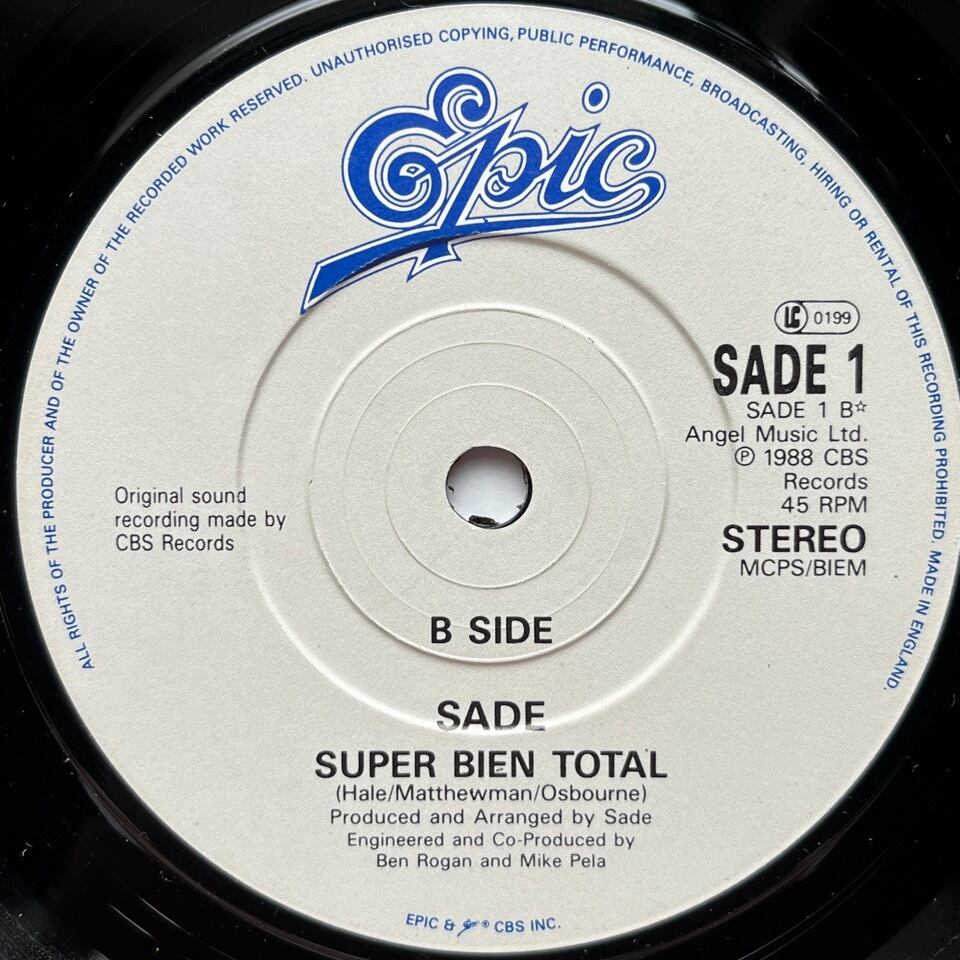 ALL RIGHTS OF THE PRODUCER AND OF THE OWNER OF THE RECORDED WORK RESERVED. UNAUTHORISED COPYING, PUBLIC PERFORMANCE, BROADCASTING, HIRING OR RENTAL OF THIS RECORDING PROHIBITED. MADE IN ENGLAND.
Epic
LC 0199
SADE 1
SADE 1 B☆
Angel Music Ltd.
℗ 1988 CBS
Records
45 RPM
STEREO
MCPS/BIEM
Original sound
recording made by
CBS Records
B SIDE
SADE
SUPER BIEN TOTAL
(Hale/Matthewman/Osbourne)
Produced and Arranged by Sade
Engineered and Co-Produced by
Ben Rogan and Mike Pela
EPIC & Epic ® CBS INC.